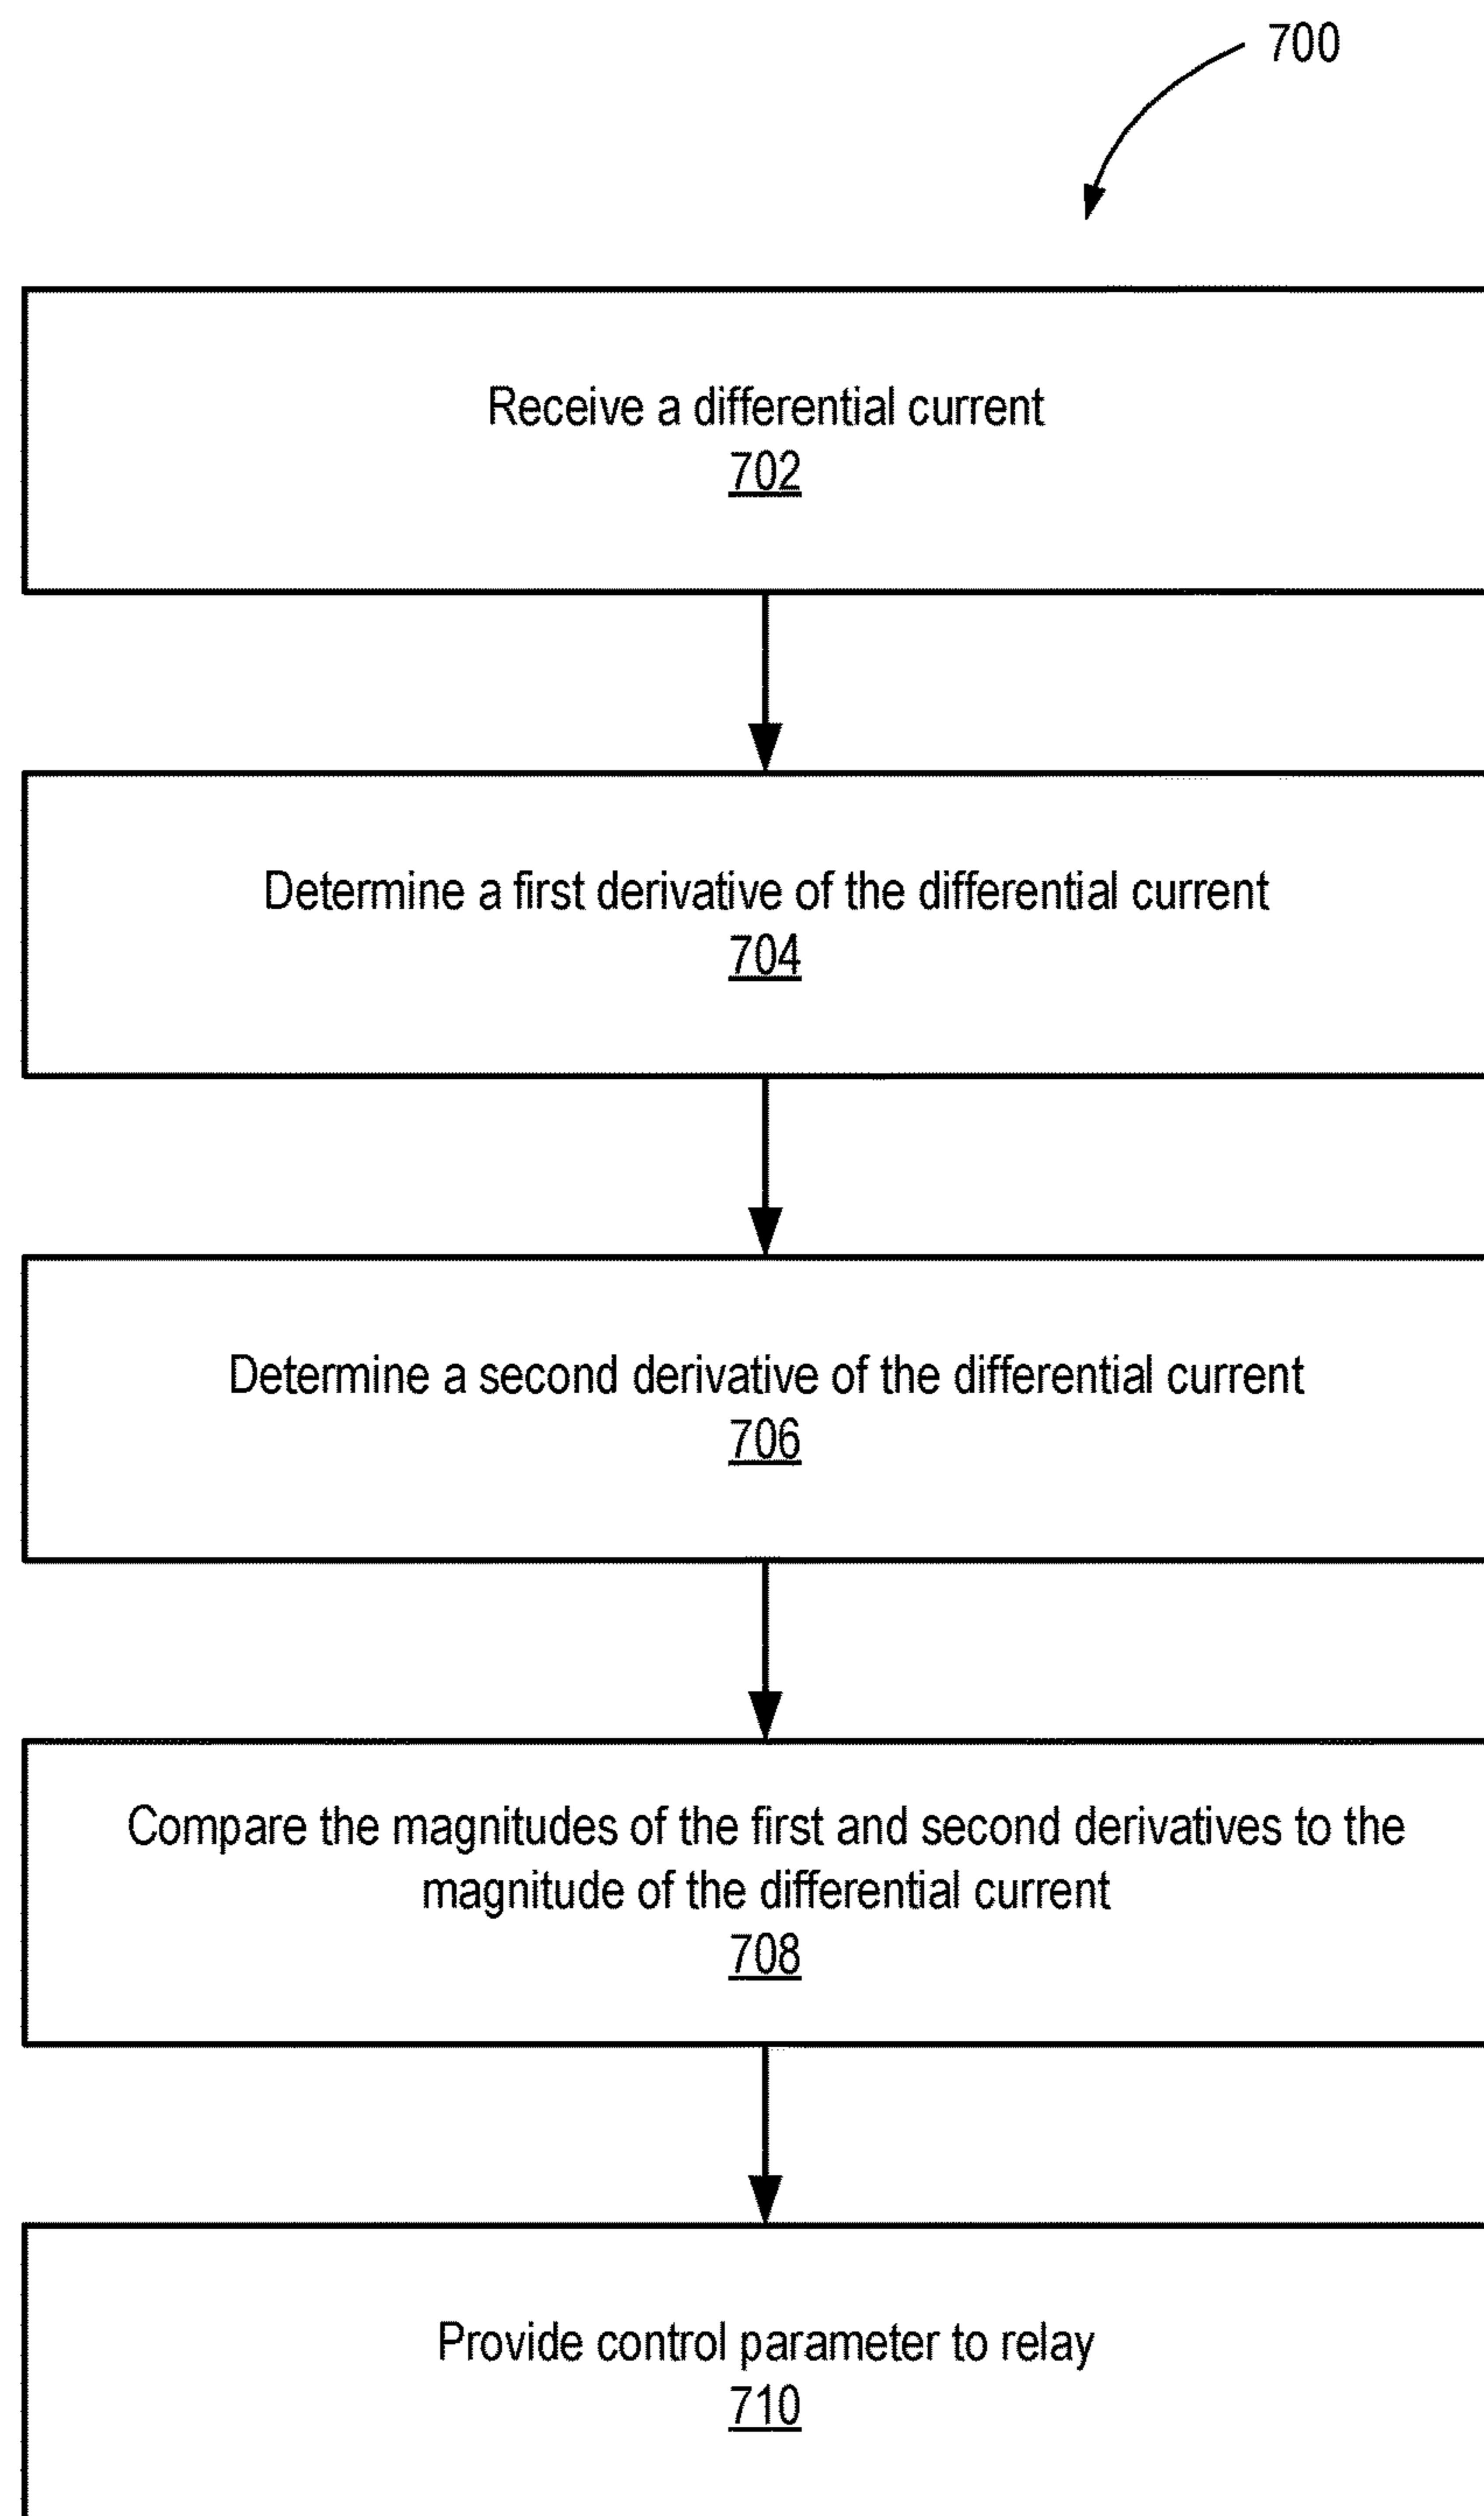 700
Receive a differential current
702
Determine a first derivative of the differential current
704
Determine a second derivative of the differential current
706
Compare the magnitudes of the first and second derivatives to the
magnitude of the differential current
708
Provide control parameter to relay
710